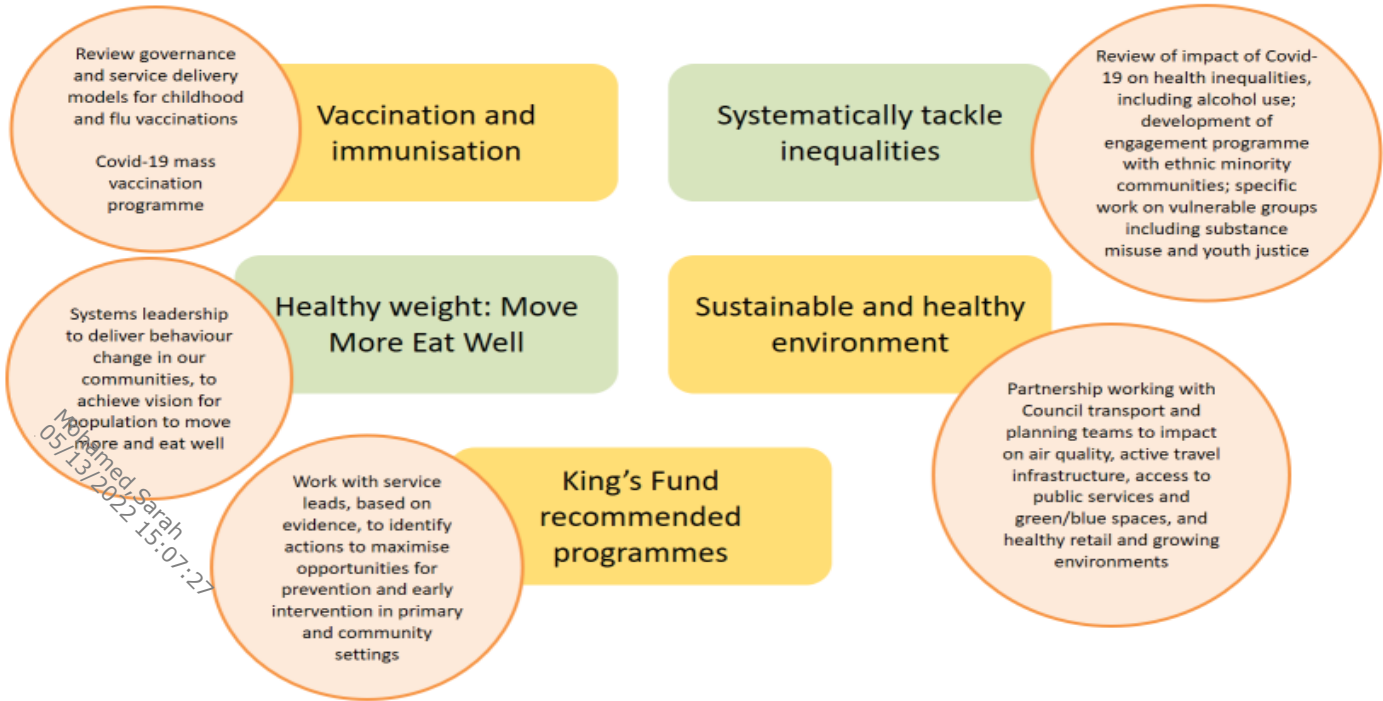 Review governance
and service delivery
models for childhood
and flu vaccinations
Covid-19 mass
vaccination
programme
Vaccination and
immunisation
Systematically tackle
inequalities
Review of impact of Covid-
19 on health inequalities,
including alcohol use;
development of
engagement programme
with ethnic minority
communities; specific
work on vulnerable groups
including substance
misuse and youth justice
Systems leadership
to deliver behaviour
change in our
communities, to
achieve vision for
population to move
more and eat well
Healthy weight: Move
More Eat Well
Sustainable and healthy
environment
Partnership working with
Council transport and
planning teams to impact
on air quality, active travel
infrastructure, access to
public services and
green/blue spaces, and
healthy retail and growing
environments
Work with service
leads, based on
evidence, to identify
actions to maximise
opportunities for
prevention and early
intervention in primary
and community
settings
King’s Fund
recommended
programmes
Mohamed,Sarah
05/13/2022 15:07:27